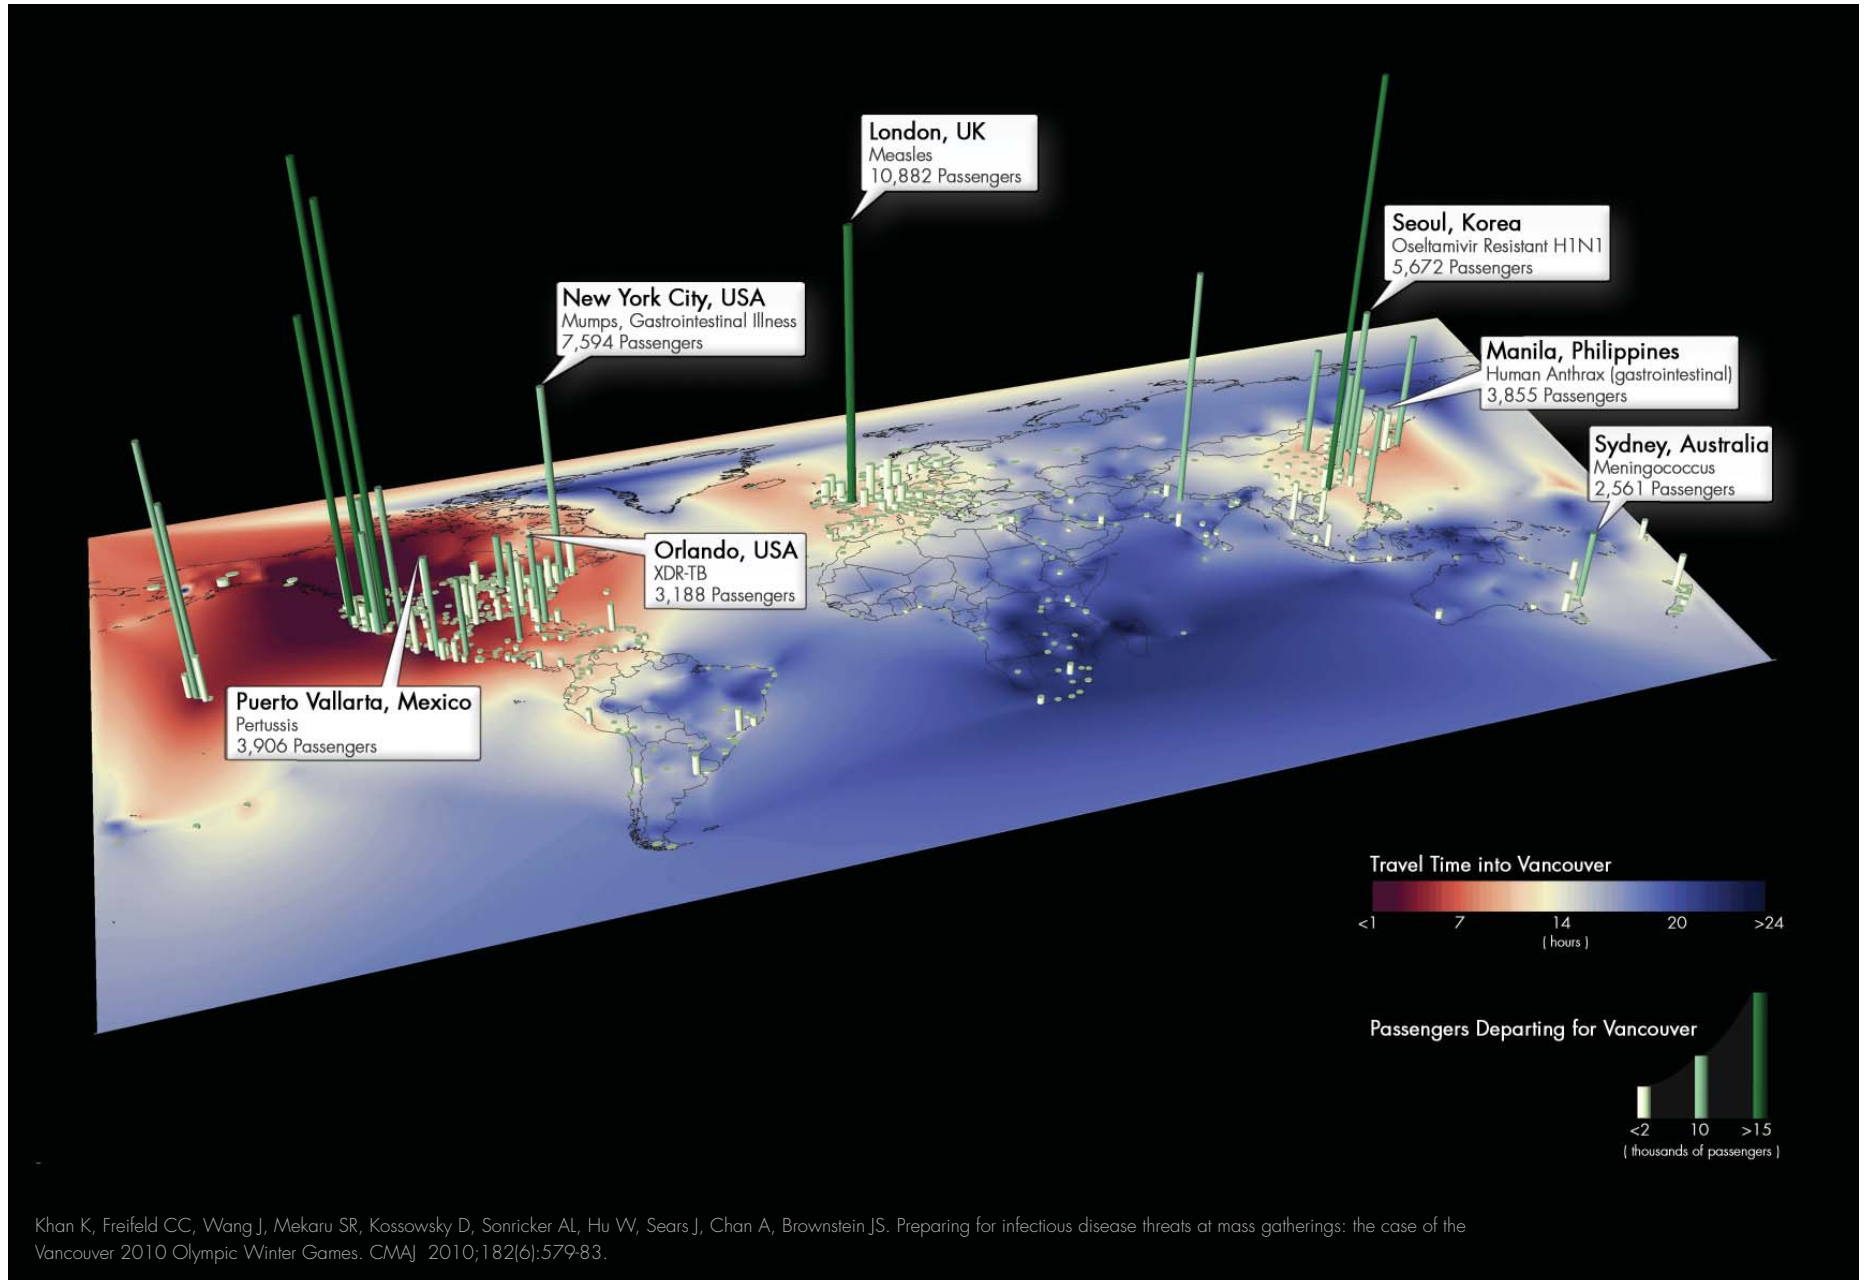 London, UK
Measles
10,882 Passengers
Seoul, Korea
Oseltamivir Resistant H1N1
5,672 Passengers
New York City, USA
Mumps, Gastrointestinal Illness
7,594 Passengers
Manila, Philippines
Human Anthrax (gastrointestinal)
3,855 Passengers
Sydney, Australia
Meningococcus
2,561 Passengers
Orlando, USA
XDR-TB
3,188 Passengers
Puerto Vallarta, Mexico
Pertussis
3,906 Passengers
Travel Time into Vancouver
<1 7 14 20 >24
( hours )
Passengers Departing for Vancouver
<2 10 >15
( thousands of passengers )
-
Khan K, Freifeld CC, Wang J, Mekaru SR, Kossowsky D, Sonricker AL, Hu W, Sears J, Chan A, Brownstein JS. Preparing for infectious disease threats at mass gatherings: the case of the
Vancouver 2010 Olympic Winter Games. CMAJ 2010;182(6):579-83.